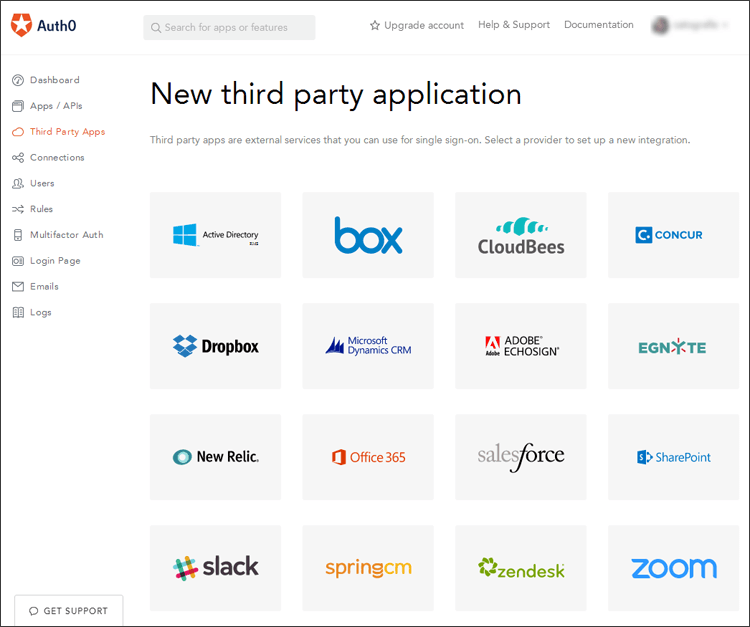 Auth0
Search for apps or features
Upgrade account
Help & Support
Documentation
Dashboard
Apps / APIs
Third Party Apps
Connections
Users
Rules
Multifactor Auth
Login Page
Emails
Logs
GET SUPPORT
New third party application
Third party apps are external services that you can use for single sign-on. Select a provider to set up a new integration.
Active Directory
box
CloudBees
C.
CONCUR
Dropbox
Microsoft
Dynamics CRM
Adobe
ADOBE®
ECHOSIGN®
EGNYTE
New Relic.
Office 365
salesforce
S
SharePoint
slack
springcm
zendesk
zoom